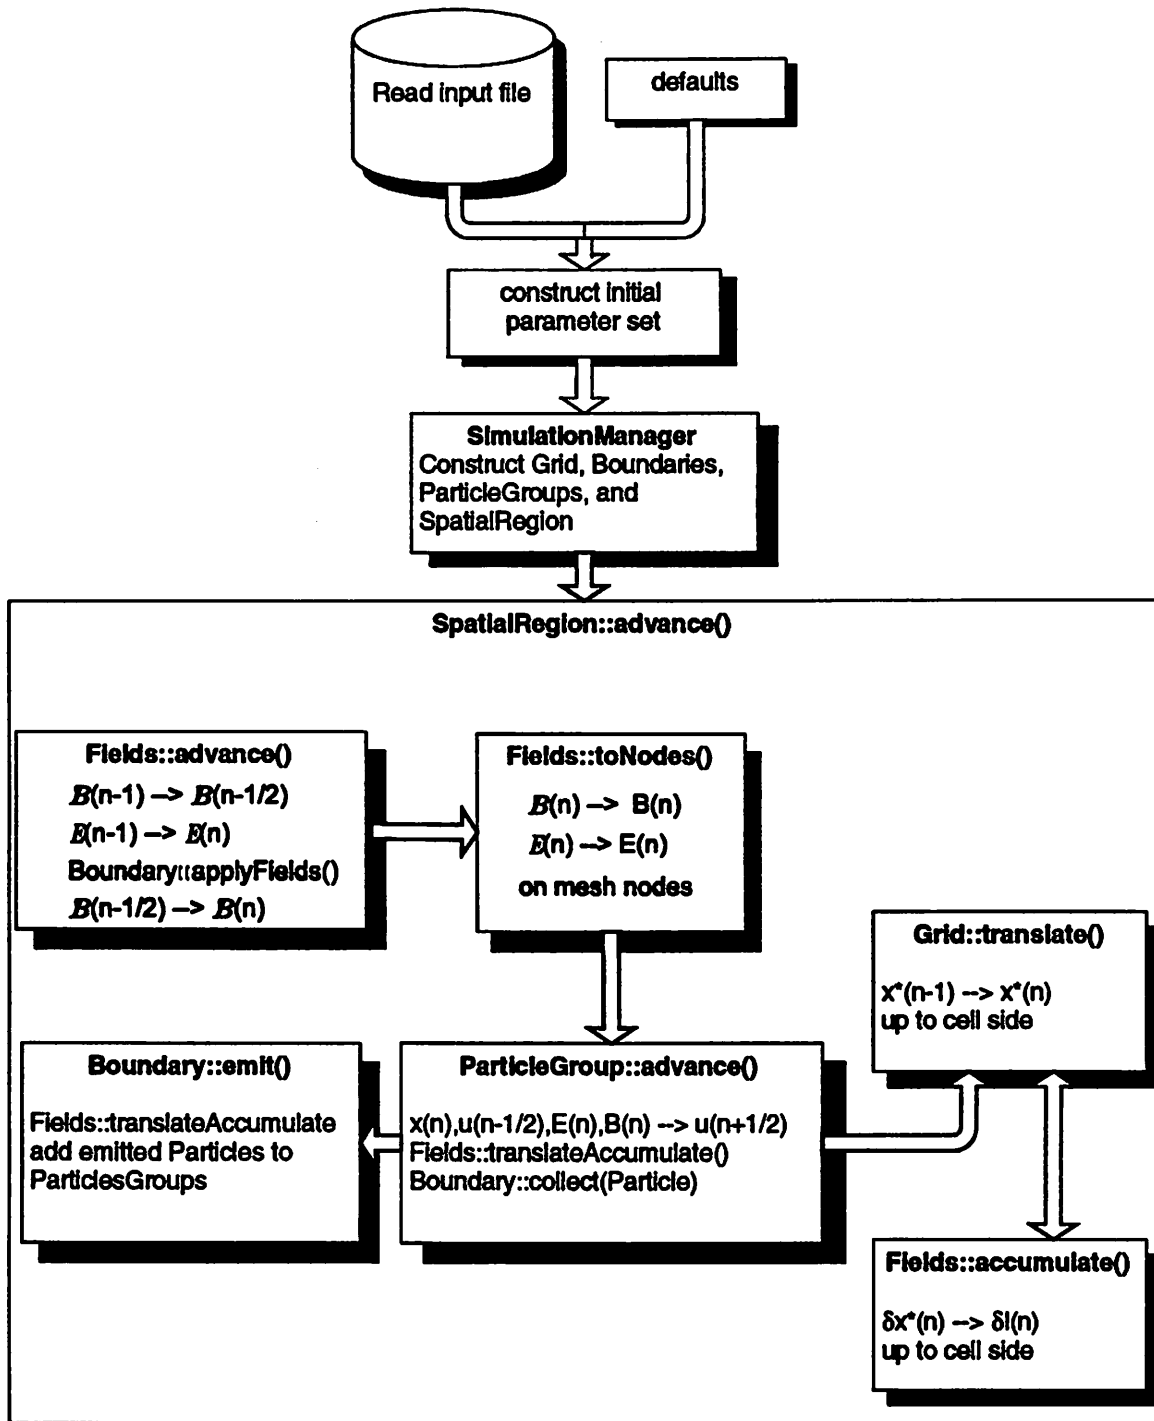 Read input file
defaults
construct initial
parameter set
SimulationManager
Construct Grid, Boundaries,
ParticleGroups, and
SpatialRegion
SpatialRegion::advance()
Fields::advance()
B(n-1) –> B(n-1/2)
E(n-1) –> E(n)
Boundary::applyFields()
B(n-1/2) –> B(n)
Fields::toNodes()
B(n) –> B(n)
E(n) –> E(n)
on mesh nodes
Grid::translate()
x*(n-1) –> x*(n)
up to cell side
Boundary::emit()
Fields::translateAccumulate
add emitted Particles to
ParticlesGroups
ParticleGroup::advance()
x(n),u(n-1/2),E(n),B(n) –> u(n+1/2)
Fields::translateAccumulate()
Boundary::collect(Particle)
Fields::accumulate()
δx*(n) –> δI(n)
up to cell side